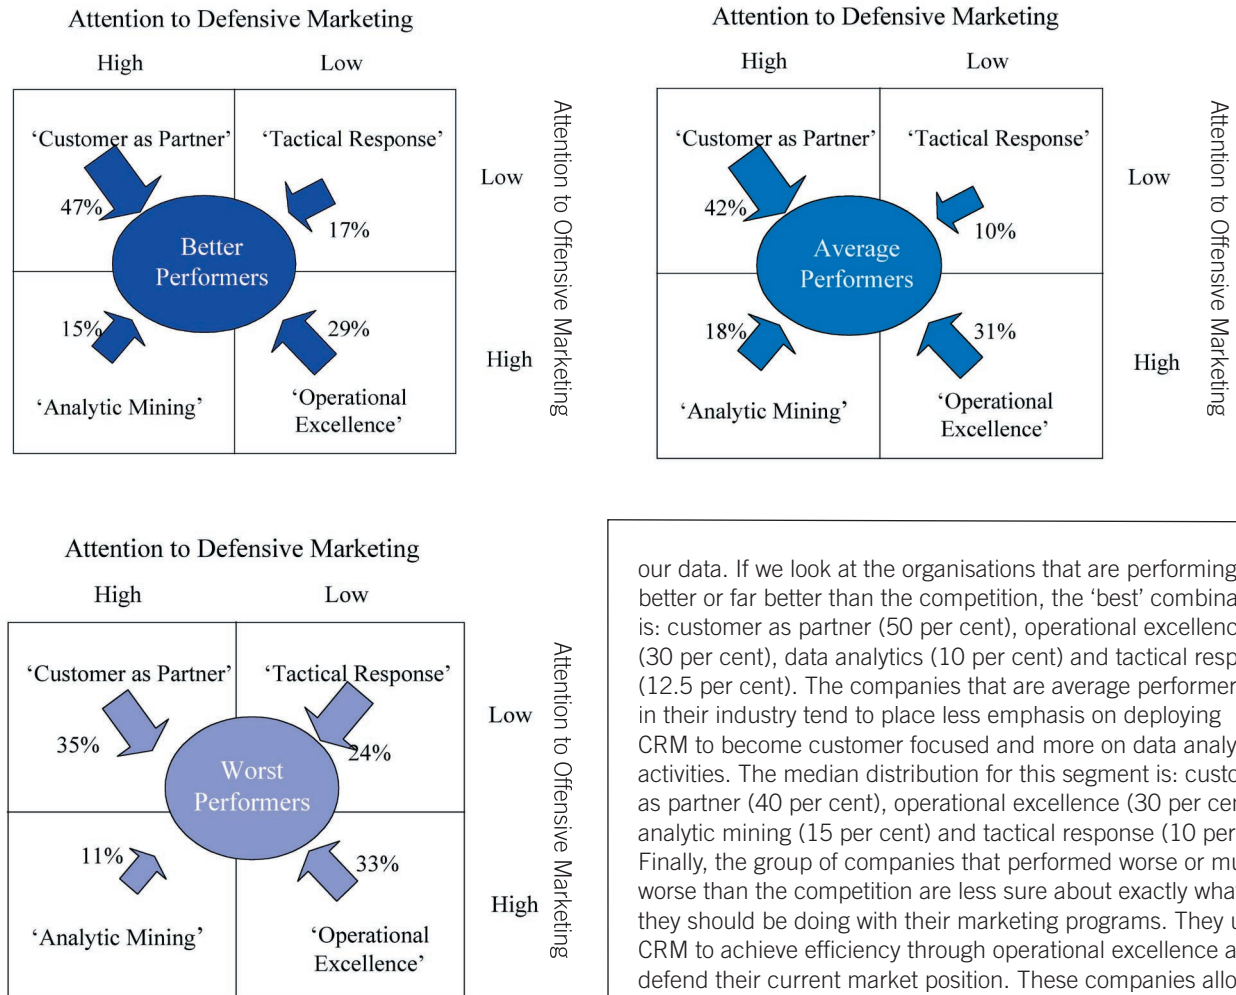 Attention to Defensive Marketing
High Low
'Customer as Partner' 'Tactical Response'
47%
17%
Better
Performers
15%
29%
'Analytic Mining'
'Operational
Excellence'
Low
High
Attention to Offensive Marketing
Attention to Defensive Marketing
High Low
'Customer as Partner' 'Tactical Response'
42%
10%
Average
Performers
18%
31%
'Analytic Mining'
'Operational
Excellence'
Low
High
Attention to Offensive Marketing
Attention to Defensive Marketing
High Low
'Customer as Partner' 'Tactical Response'
35%
24%
Worst
Performers
11%
33%
'Analytic Mining'
'Operational
Excellence'
Low
High
Attention to Offensive Marketing
our data. If we look at the organisations that are performing
better or far better than the competition, the 'best'
is: customer as partner (50 per cent), operational
(30 per cent), data analytics (10 per cent) and tactical
(12.5 per cent). The companies that are average
in their industry tend to place less emphasis on deploying
CRM to become customer focused and more on data
activities. The median distribution for this segment is:
as partner (40 per cent), operational excellence (30 per
analytic mining (15 per cent) and tactical response (10 per
Finally, the group of companies that performed worse or
worse than the competition are less sure about exactly what
they should be doing with their marketing programs. They
CRM to achieve efficiency through operational excellence
defend their current market position. These companies